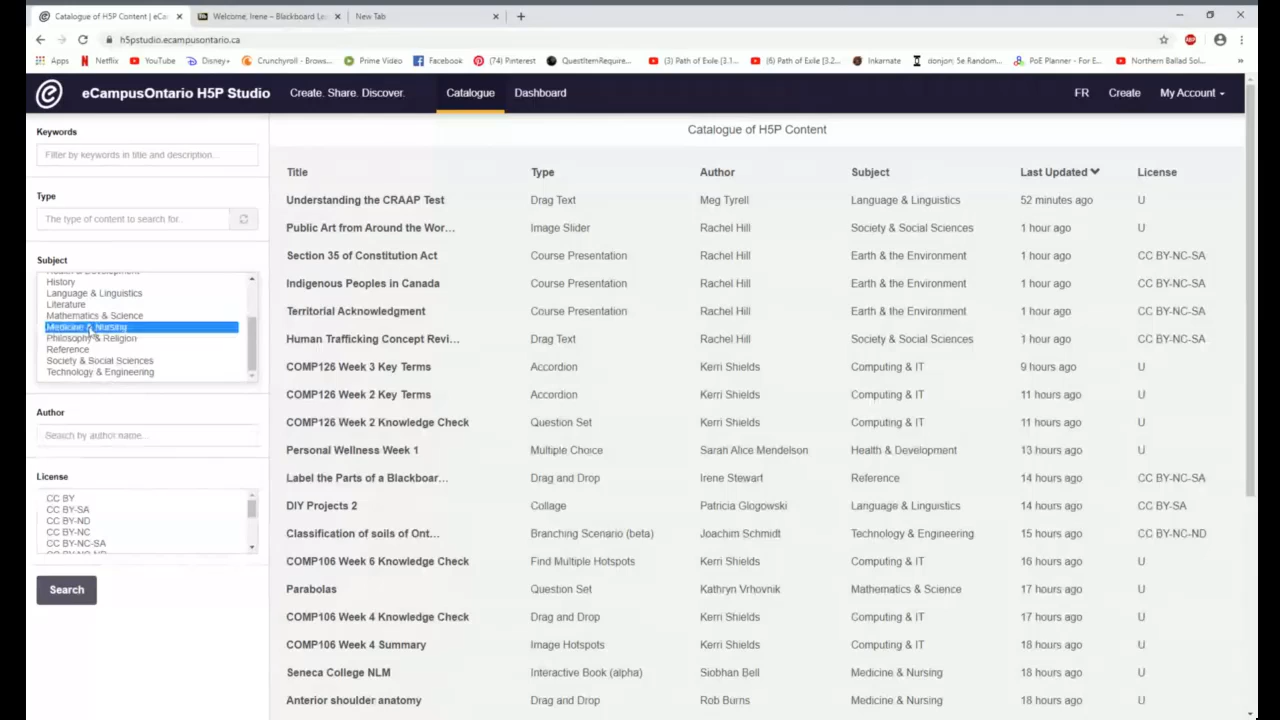 Catalogue of H5P Content | eCa
Welcome, Irene – Blackboard Le
New Tab
h5pstudio.ecampusontario.ca
Apps Netflix YouTube Disney+ Crunchyroll - Brows... Prime Video Facebook (74) Pinterest QuestItemRequire... (3) Path of Exile [3.1... (6) Path of Exile [3.2... Inkarnate donjon; 5e Random... PoE Planner - For E... Northern Ballad Sol... »
eCampusOntario H5P Studio Create. Share. Discover. Catalogue Dashboard FR Create My Account
Keywords
Filter by keywords in title and description...
Type
The type of content to search for..
Subject
Health & Development
History
Language & Linguistics
Literature
Mathematics & Science
Medicine & Nursing
Philosophy & Religion
Reference
Society & Social Sciences
Technology & Engineering
Author
Search by author name...
License
CC BY
CC BY-SA
CC BY-ND
CC BY-NC
CC BY-NC-SA
CC BY-NC-ND
Search
Catalogue of H5P Content
Title Type Author Subject Last Updated License
Understanding the CRAAP Test Drag Text Meg Tyrell Language & Linguistics 52 minutes ago U
Public Art from Around the Wor... Image Slider Rachel Hill Society & Social Sciences 1 hour ago U
Section 35 of Constitution Act Course Presentation Rachel Hill Earth & the Environment 1 hour ago CC BY-NC-SA
Indigenous Peoples in Canada Course Presentation Rachel Hill Earth & the Environment 1 hour ago CC BY-NC-SA
Territorial Acknowledgment Course Presentation Rachel Hill Earth & the Environment 1 hour ago CC BY-NC-SA
Human Trafficking Concept Revi... Drag Text Rachel Hill Society & Social Sciences 1 hour ago CC BY-NC-SA
COMP126 Week 3 Key Terms Accordion Kerri Shields Computing & IT 9 hours ago U
COMP126 Week 2 Key Terms Accordion Kerri Shields Computing & IT 11 hours ago U
COMP126 Week 2 Knowledge Check Question Set Kerri Shields Computing & IT 11 hours ago U
Personal Wellness Week 1 Multiple Choice Sarah Alice Mendelson Health & Development 13 hours ago U
Label the Parts of a Blackboar... Drag and Drop Irene Stewart Reference 14 hours ago CC BY-NC-SA
DIY Projects 2 Collage Patricia Glogowski Language & Linguistics 14 hours ago CC BY-SA
Classification of soils of Ont... Branching Scenario (beta) Joachim Schmidt Technology & Engineering 15 hours ago CC BY-NC-ND
COMP106 Week 6 Knowledge Check Find Multiple Hotspots Kerri Shields Computing & IT 16 hours ago U
Parabolas Question Set Kathryn Vrhovnik Mathematics & Science 17 hours ago U
COMP106 Week 4 Knowledge Check Drag and Drop Kerri Shields Computing & IT 17 hours ago U
COMP106 Week 4 Summary Image Hotspots Kerri Shields Computing & IT 18 hours ago U
Seneca College NLM Interactive Book (alpha) Siobhan Bell Medicine & Nursing 18 hours ago U
Anterior shoulder anatomy Drag and Drop Rob Burns Medicine & Nursing 18 hours ago U